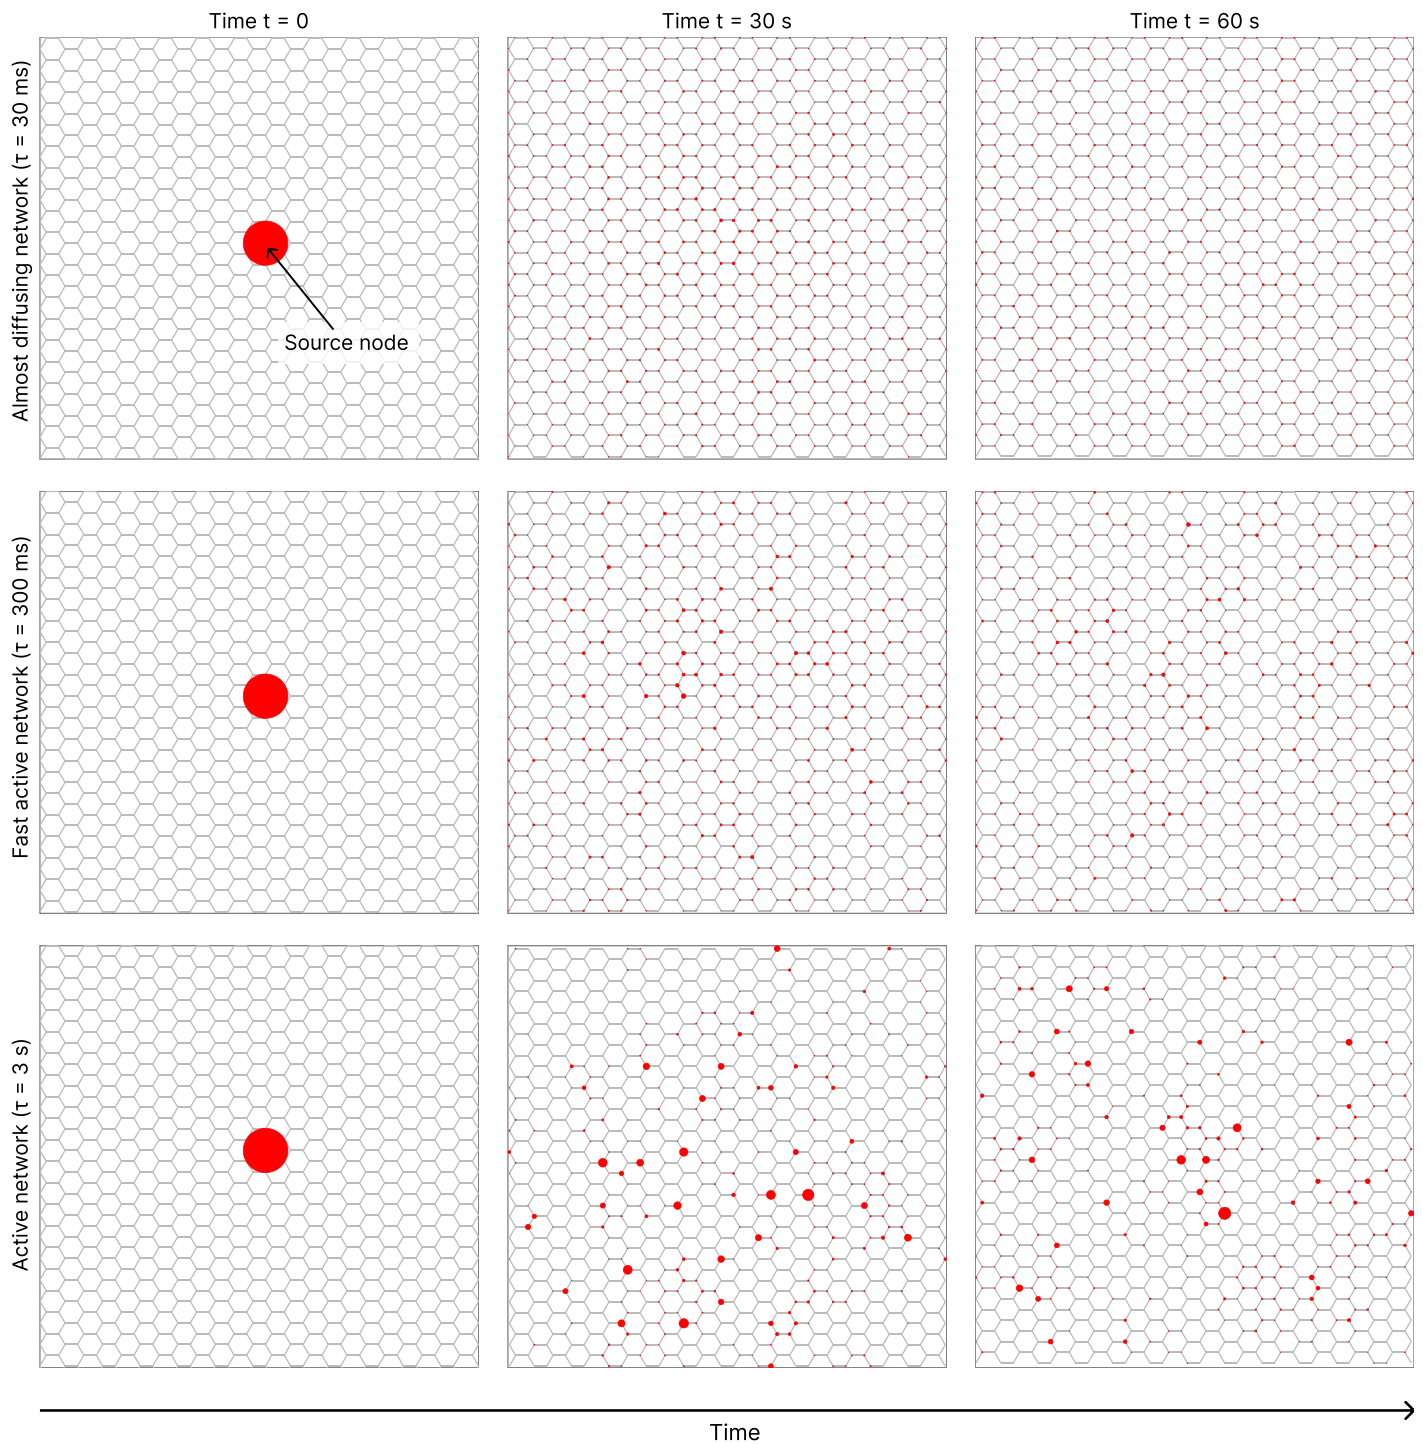 Time t = 0
Time t = 30 s
Time t = 60 s
Almost diffusing network (τ = 30 ms)
Source node
Fast active network (τ = 300 ms)
Active network (τ = 3 s)
Time